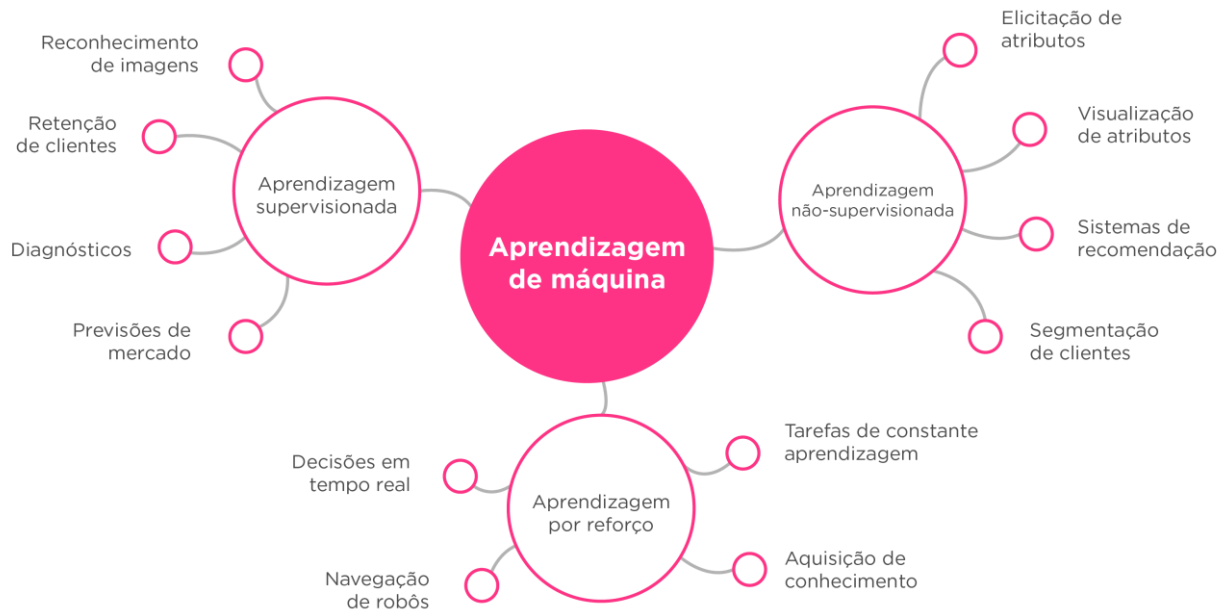 Reconhecimento
de imagens
Retenção
de clientes
Diagnósticos
Previsões de
mercado
Aprendizagem
supervisionada
Aprendizagem
de máquina
Aprendizagem
não-supervisionada
Elicitação de
atributos
Visualização
de atributos
Sistemas de
recomendação
Segmentação
de clientes
Decisões em
tempo real
Navegação
de robôs
Aprendizagem
por reforço
Tarefas de constante
aprendizagem
Aquisição de
conhecimento